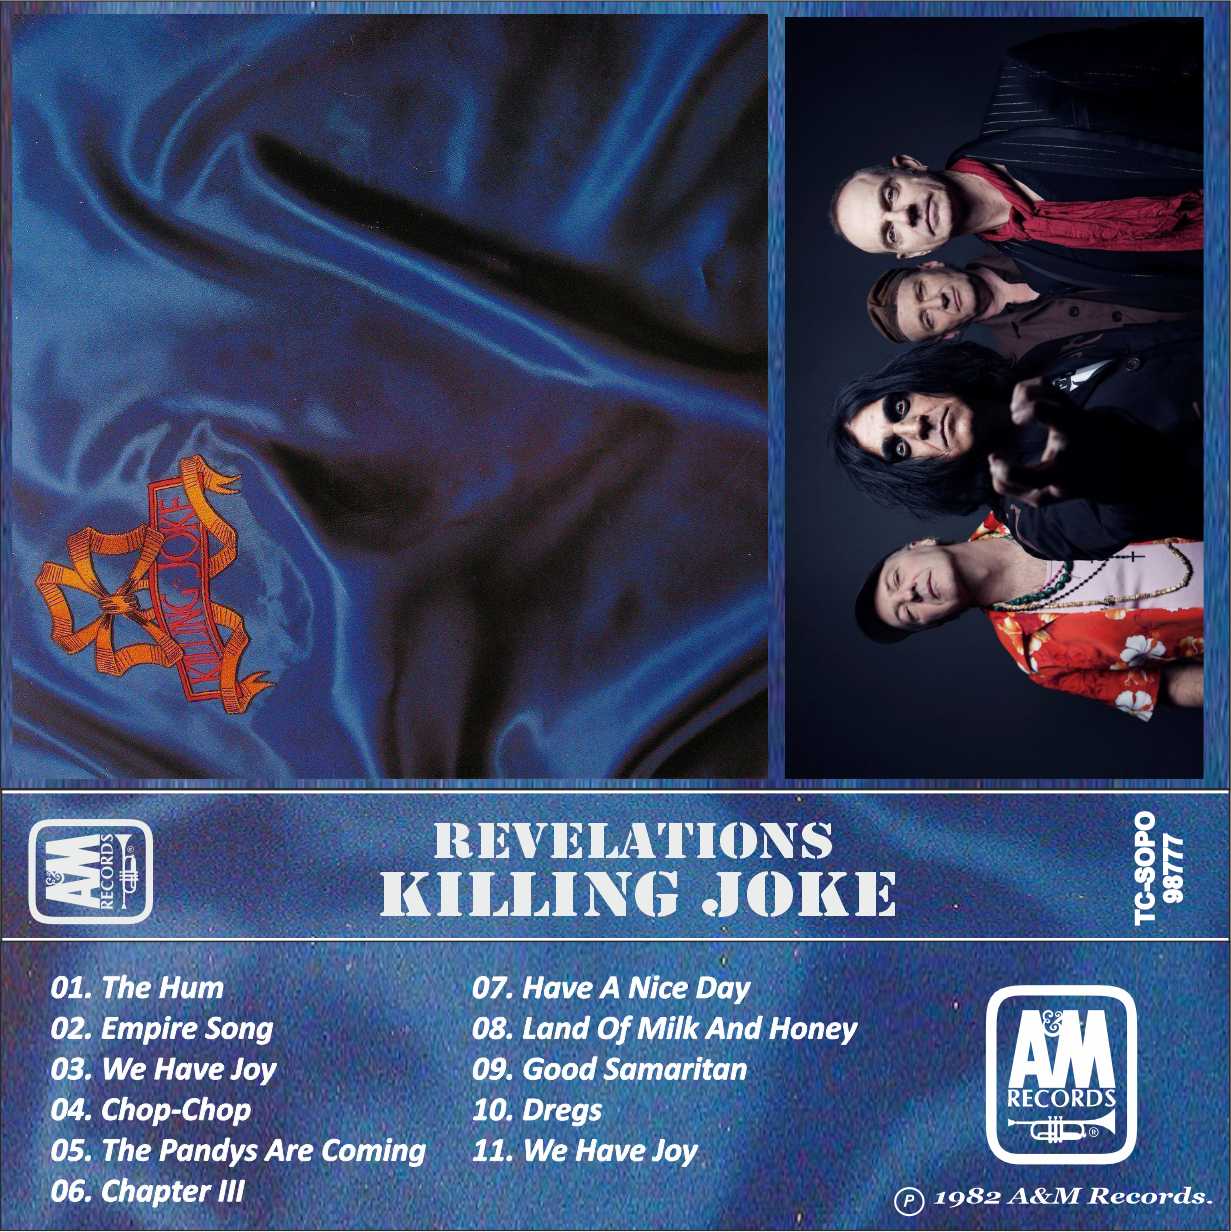 KILLING JOKE
A&M
RECORDS
®
REVELATIONS
KILLING JOKE
TC-SOPO
98777
01. The Hum
02. Empire Song
03. We Have Joy
04. Chop-Chop
05. The Pandys Are Coming
06. Chapter III
07. Have A Nice Day
08. Land Of Milk And Honey
09. Good Samaritan
10. Dregs
11. We Have Joy
A&M
RECORDS
®
Ⓟ 1982 A&M Records.